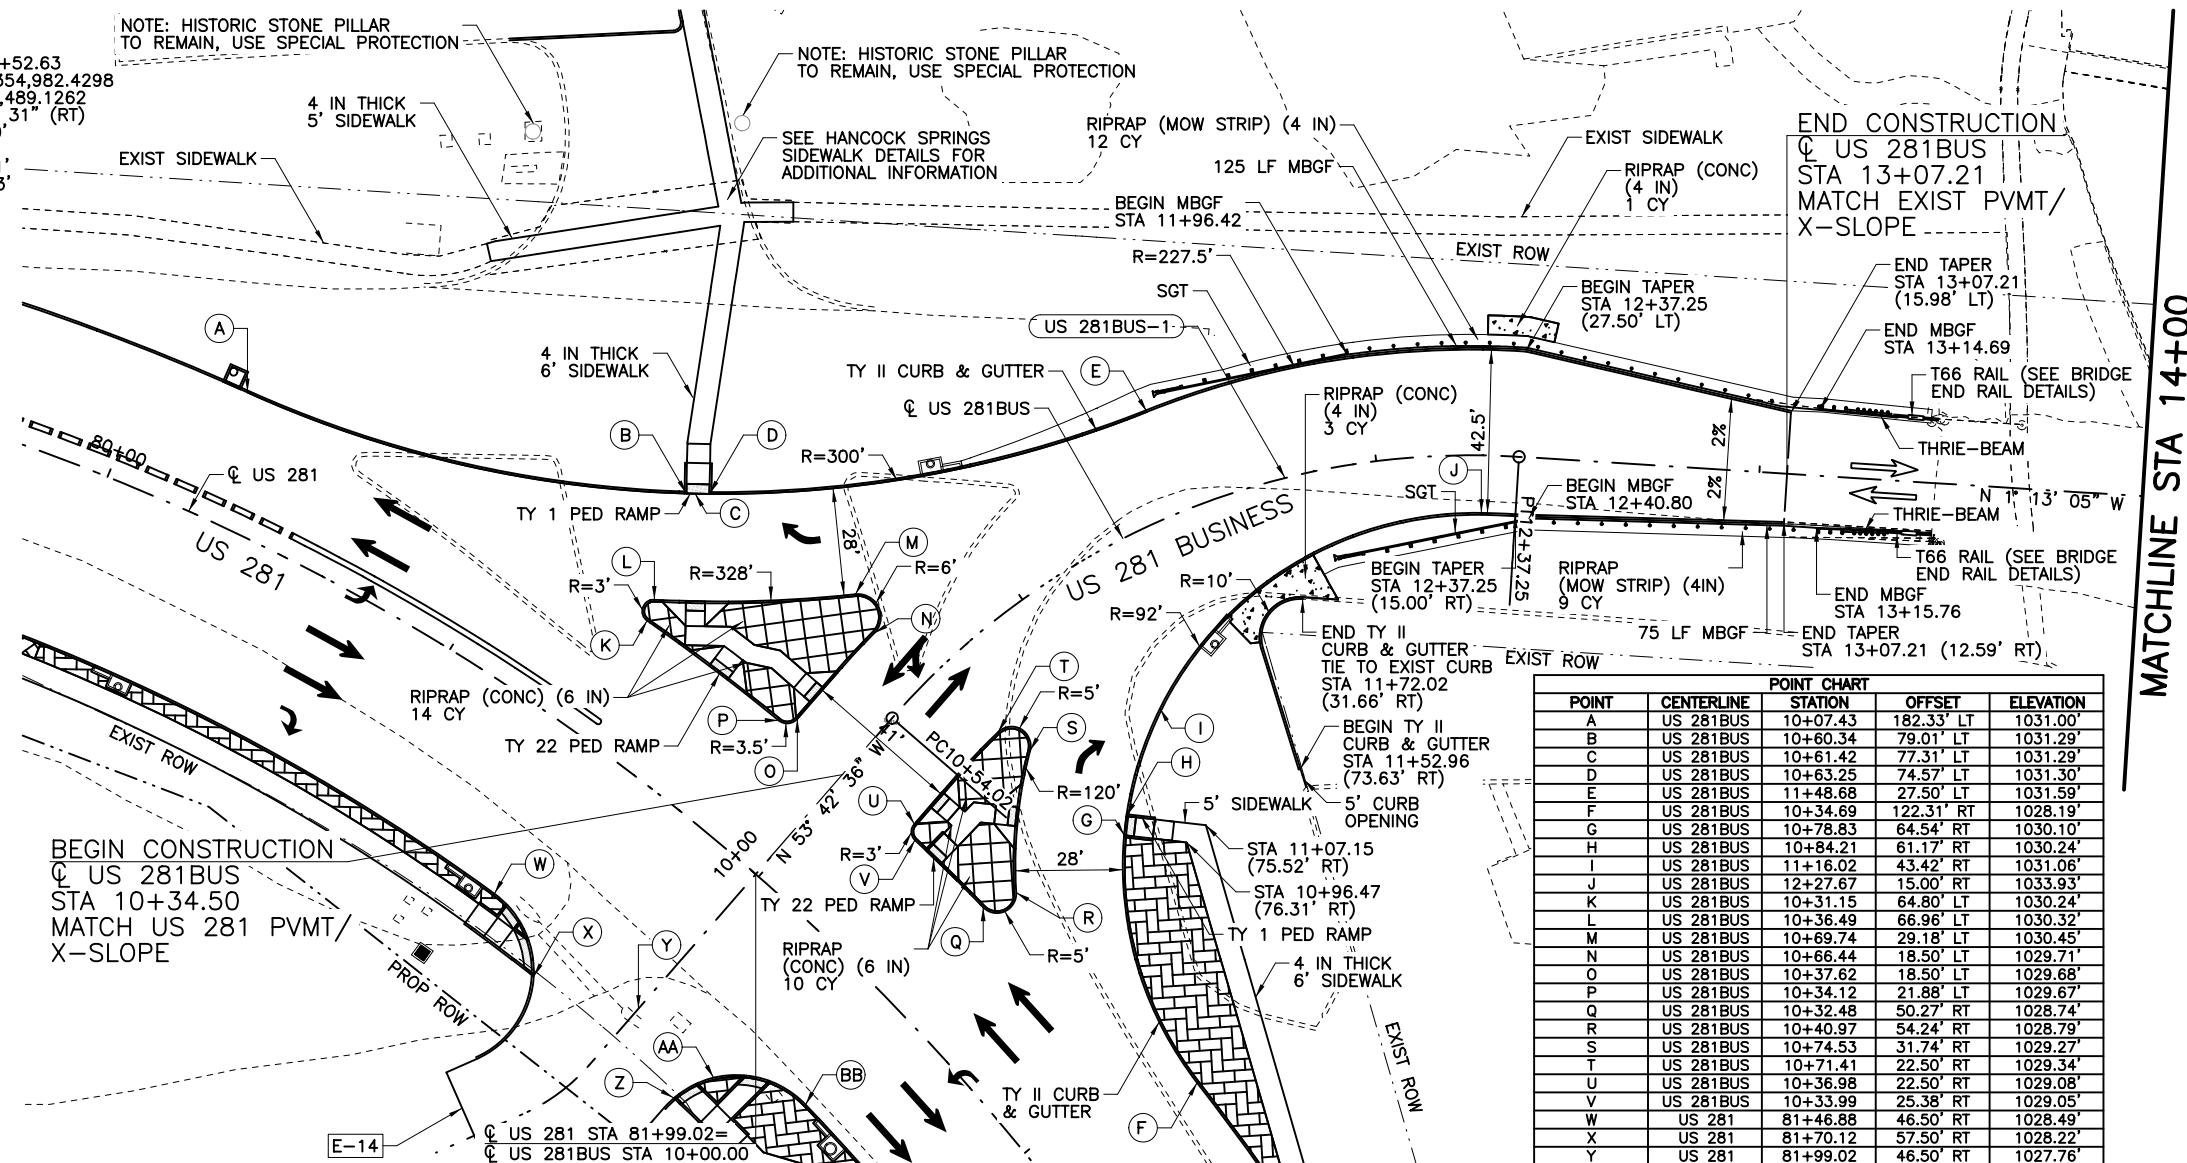 NOTE: HISTORIC STONE PILLAR
TO REMAIN, USE SPECIAL PROTECTION
+52.63
354,982.4298
,489.1262
31" (RT)
4 IN THICK
5' SIDEWALK
EXIST SIDEWALK
NOTE: HISTORIC STONE PILLAR
TO REMAIN, USE SPECIAL PROTECTION
SEE HANCOCK SPRINGS
SIDEWALK DETAILS FOR
ADDITIONAL INFORMATION
RIPRAP (MOW STRIP) (4 IN)
12 CY
125 LF MBGF
BEGIN MBGF
STA 11+96.42
R=227.5'
SGT
US 281BUS-1
EXIST SIDEWALK
RIPRAP (CONC)
(4 IN)
1 CY
END CONSTRUCTION
℄ US 281BUS
STA 13+07.21
MATCH EXIST PVMT/
X-SLOPE
EXIST ROW
BEGIN TAPER
STA 12+37.25
(27.50' LT)
END TAPER
STA 13+07.21
(15.98' LT)
END MBGF
STA 13+14.69
T66 RAIL (SEE BRIDGE
END RAIL DETAILS)
THRIE-BEAM
MATCHLINE STA 14+00
A
4 IN THICK
6' SIDEWALK
TY II CURB & GUTTER
E
℄ US 281BUS
RIPRAP (CONC)
(4 IN)
3 CY
42.5'
2%
2%
B
D
R=300'
J
80+00
℄ US 281
TY 1 PED RAMP
C
SGT
BEGIN MBGF
STA 12+40.80
N 1° 13' 05" W
THRIE-BEAM
US 281
28'
US 281 BUSINESS
PT12+37.25
T66 RAIL (SEE BRIDGE
END RAIL DETAILS)
L
R=3'
R=328'
M
R=6'
N
K
R=10'
R=92'
BEGIN TAPER
STA 12+37.25
(15.00' RT)
RIPRAP
(MOW STRIP) (4IN)
9 CY
END MBGF
STA 13+15.76
75 LF MBGF
END TAPER
STA 13+07.21 (12.59' RT)
END TY II
CURB & GUTTER
TIE TO EXIST CURB
STA 11+72.02
(31.66' RT)
EXIST ROW
RIPRAP (CONC) (6 IN)
14 CY
TY 22 PED RAMP
P
R=3.5'
O
T
R=5'
S
I
H
BEGIN TY II
CURB & GUTTER
STA 11+52.96
(73.63' RT)
EXIST ROW
PC10+54.02
N 53° 42' 36" W
10+00
U
R=120'
G
5' SIDEWALK
5' CURB
OPENING
BEGIN CONSTRUCTION
℄ US 281BUS
STA 10+34.50
MATCH US 281 PVMT/
X-SLOPE
W
R=3'
V
28'
STA 11+07.15
(75.52' RT)
STA 10+96.47
(76.31' RT)
TY 22 PED RAMP
R
Q
R=5'
TY 1 PED RAMP
X
Y
PROP ROW
RIPRAP
(CONC) (6 IN)
10 CY
4 IN THICK
6' SIDEWALK
EXIST ROW
AA
Z
BB
TY II CURB
& GUTTER
F
E-14
℄ US 281 STA 81+99.02=
℄ US 281BUS STA 10+00.00
POINT CHART
POINT CENTERLINE STATION OFFSET ELEVATION
A US 281BUS 10+07.43 182.33' LT 1031.00'
B US 281BUS 10+60.34 79.01' LT 1031.29'
C US 281BUS 10+61.42 77.31' LT 1031.29'
D US 281BUS 10+63.25 74.57' LT 1031.30'
E US 281BUS 11+48.68 27.50' LT 1031.59'
F US 281BUS 10+34.69 122.31' RT 1028.19'
G US 281BUS 10+78.83 64.54' RT 1030.10'
H US 281BUS 10+84.21 61.17' RT 1030.24'
I US 281BUS 11+16.02 43.42' RT 1031.06'
J US 281BUS 12+27.67 15.00' RT 1033.93'
K US 281BUS 10+31.15 64.80' LT 1030.24'
L US 281BUS 10+36.49 66.96' LT 1030.32'
M US 281BUS 10+69.74 29.18' LT 1030.45'
N US 281BUS 10+66.44 18.50' LT 1029.71'
O US 281BUS 10+37.62 18.50' LT 1029.68'
P US 281BUS 10+34.12 21.88' LT 1029.67'
Q US 281BUS 10+32.48 50.27' RT 1028.74'
R US 281BUS 10+40.97 54.24' RT 1028.79'
S US 281BUS 10+74.53 31.74' RT 1029.27'
T US 281BUS 10+71.41 22.50' RT 1029.34'
U US 281BUS 10+36.98 22.50' RT 1029.08'
V US 281BUS 10+33.99 25.38' RT 1029.05'
W US 281 81+46.88 46.50' RT 1028.49'
X US 281 81+70.12 57.50' RT 1028.22'
Y US 281 81+99.02 46.50' RT 1027.76'